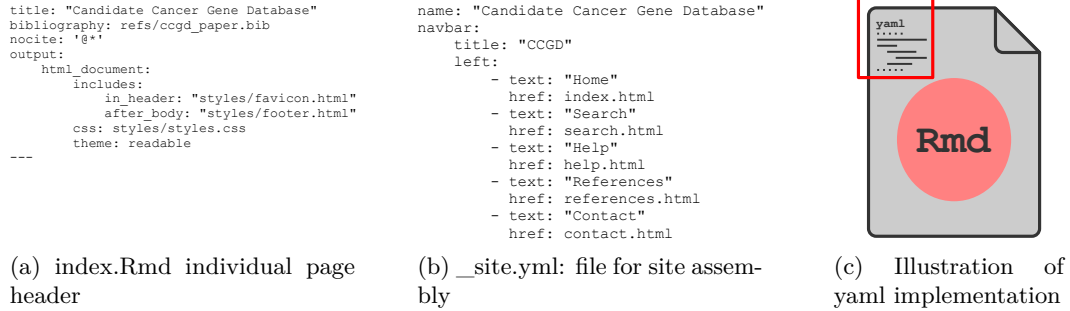 title: "Candidate Cancer Gene Database"
bibliography: refs/ccgd_paper.bib
nocite: '@*'
output:
    html_document:
        includes:
            in_header: "styles/favicon.html"
            after_body: "styles/footer.html"
        css: styles/styles.css
        theme: readable
---
(a) index.Rmd individual page
header
name: "Candidate Cancer Gene Database"
navbar:
    title: "CCGD"
    left:
        - text: "Home"
          href: index.html
        - text: "Search"
          href: search.html
        - text: "Help"
          href: help.html
        - text: "References"
          href: references.html
        - text: "Contact"
          href: contact.html
(b) _site.yml: file for site assem-
bly
yaml
Rmd
(c) Illustration of
yaml implementation